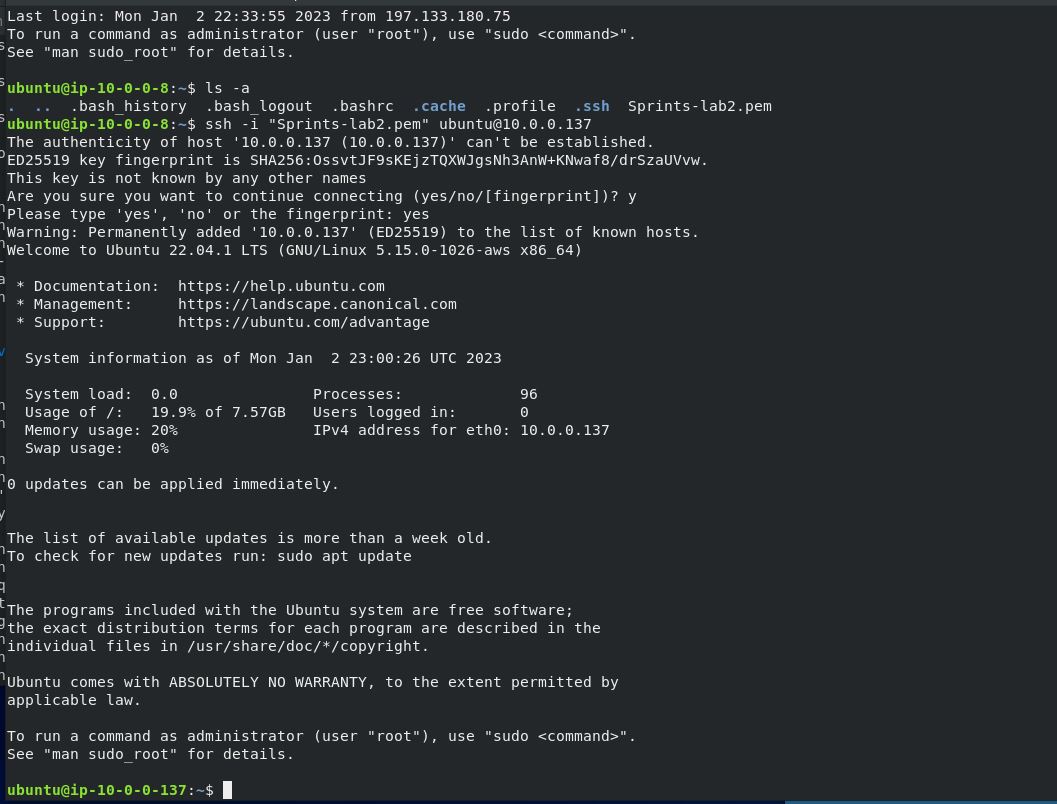 Last login: Mon Jan  2 22:33:55 2023 from 197.133.180.75
To run a command as administrator (user "root"), use "sudo <command>".
See "man sudo_root" for details.

ubuntu@ip-10-0-0-8:~$ ls -a
.  ..  .bash_history  .bash_logout  .bashrc  .cache  .profile  .ssh  Sprints-lab2.pem
ubuntu@ip-10-0-0-8:~$ ssh -i "Sprints-lab2.pem" ubuntu@10.0.0.137
The authenticity of host '10.0.0.137 (10.0.0.137)' can't be established.
ED25519 key fingerprint is SHA256:OssvtJF9sKEjzTQXWJgsNh3AnW+KNwaf8/drSzaUVvw.
This key is not known by any other names
Are you sure you want to continue connecting (yes/no/[fingerprint])? y
Please type 'yes', 'no' or the fingerprint: yes
Warning: Permanently added '10.0.0.137' (ED25519) to the list of known hosts.
Welcome to Ubuntu 22.04.1 LTS (GNU/Linux 5.15.0-1026-aws x86_64)

 * Documentation:  https://help.ubuntu.com
 * Management:     https://landscape.canonical.com
 * Support:        https://ubuntu.com/advantage

  System information as of Mon Jan  2 23:00:26 UTC 2023

  System load:  0.0               Processes:             96
  Usage of /:   19.9% of 7.57GB   Users logged in:       0
  Memory usage: 20%               IPv4 address for eth0: 10.0.0.137
  Swap usage:   0%

0 updates can be applied immediately.

The list of available updates is more than a week old.
To check for new updates run: sudo apt update

The programs included with the Ubuntu system are free software;
the exact distribution terms for each program are described in the
individual files in /usr/share/doc/*/copyright.

Ubuntu comes with ABSOLUTELY NO WARRANTY, to the extent permitted by
applicable law.

To run a command as administrator (user "root"), use "sudo <command>".
See "man sudo_root" for details.

ubuntu@ip-10-0-0-137:~$